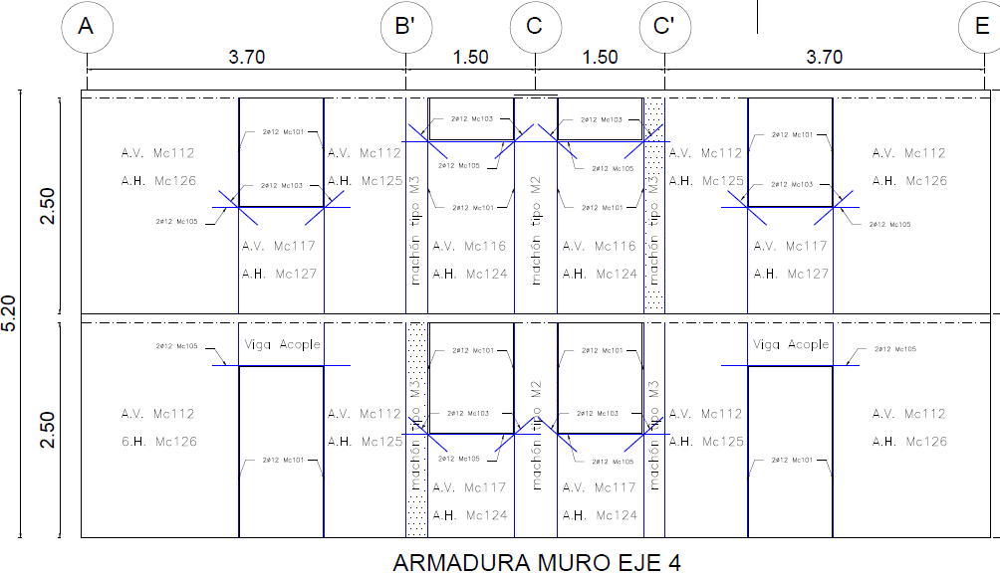 A B' C C' E
3.70 1.50 1.50 3.70
2ø12 Mc103 2ø12 Mc103
2ø12 Mc101 2ø12 Mc101
A.V. Mc112 A.V. Mc112 A.V. Mc112 A.V. Mc112
2ø12 Mc105 2ø12 Mc105
A.H. Mc126 A.H. Mc125 A.H. Mc125 A.H. Mc126
2ø12 Mc103 2ø12 Mc103
2.50
2ø12 Mc101 2ø12 Mc101
2ø12 Mc105 2ø12 Mc105
machón tipo M3 machón tipo M2 machón tipo M3
A.V. Mc117 A.V. Mc116 A.V. Mc116 A.V. Mc117
A.H. Mc127 A.H. Mc124 A.H. Mc124 A.H. Mc127
5.20
2ø12 Mc105 Viga Acople Viga Acople 2ø12 Mc105
2ø12 Mc101 2ø12 Mc101
A.V. Mc112 A.V. Mc112 2ø12 Mc103 2ø12 Mc103 A.V. Mc112 A.V. Mc112
2.50
6.H. Mc126 A.H. Mc125 A.H. Mc125 A.H. Mc126
machón tipo M3 machón tipo M2 machón tipo M3
2ø12 Mc101 2ø12 Mc105 2ø12 Mc105 2ø12 Mc101
A.V. Mc117 A.V. Mc117
A.H. Mc124 A.H. Mc124
ARMADURA MURO EJE 4